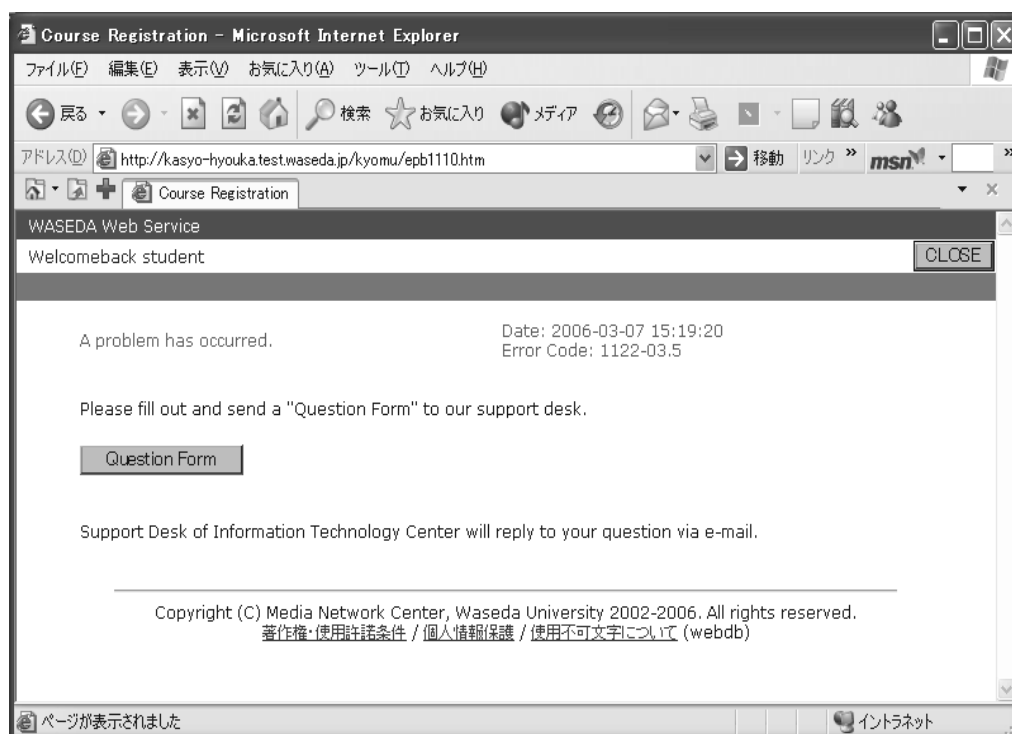 Course Registration - Microsoft Internet Explorer
ファイル(F) 編集(E) 表示(V) お気に入り(A) ツール(T) ヘルプ(H)
戻る 検索 お気に入り メディア
アドレス(D) http://kasyo-hyouka.test.waseda.jp/kyomu/epb1110.htm 移動 リンク » msn »
Course Registration
WASEDA Web Service
Welcomeback student CLOSE
A problem has occurred. Date: 2006-03-07 15:19:20
Error Code: 1122-03.5
Please fill out and send a "Question Form" to our support desk.
Question Form
Support Desk of Information Technology Center will reply to your question via e-mail.
Copyright (C) Media Network Center, Waseda University 2002-2006. All rights reserved.
著作権・使用許諾条件 / 個人情報保護 / 使用不可文字について (webdb)
ページが表示されました イントラネット